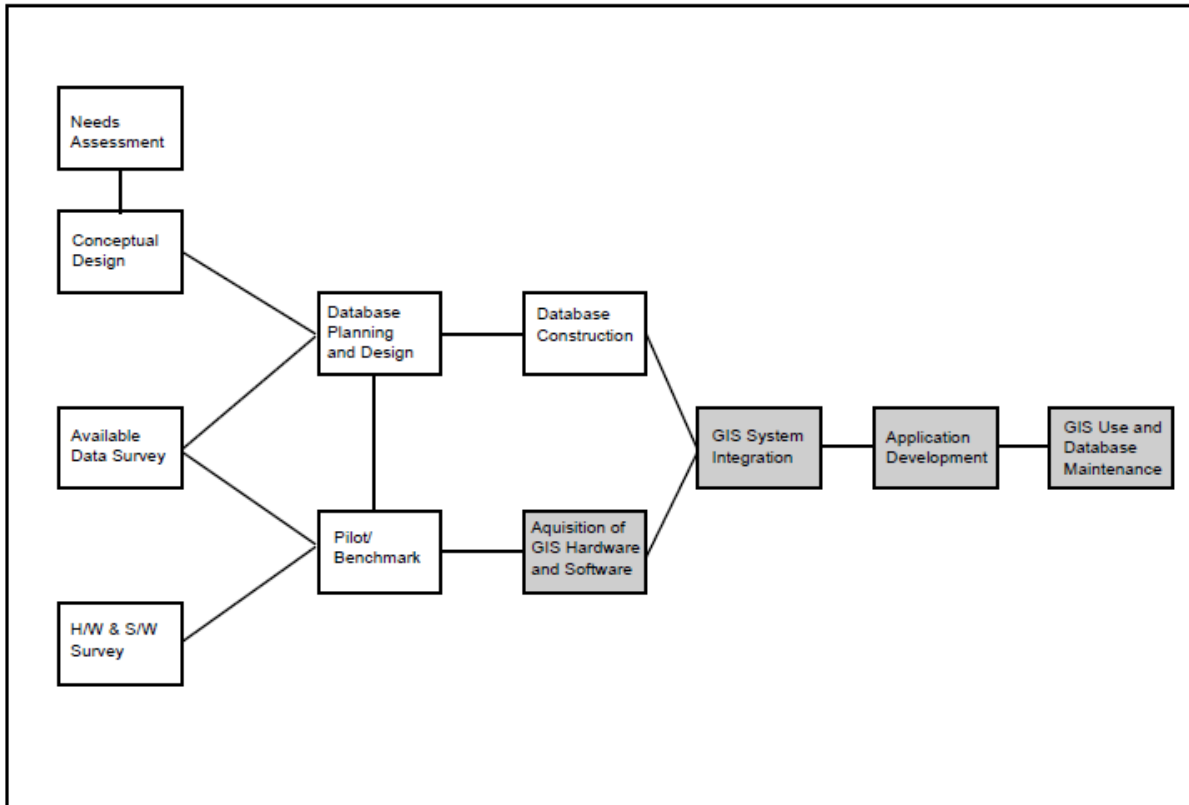 Needs
Assessment
Conceptual
Design
Available
Data Survey
H/W & S/W
Survey
Database
Planning
and Design
Pilot/
Benchmark
Database
Construction
Aquisition of
GIS Hardware
and Software
GIS System
Integration
Application
Development
GIS Use and
Database
Maintenance